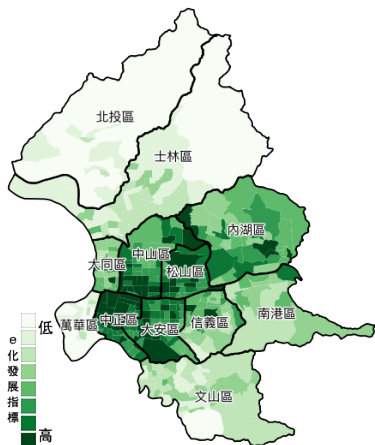 北投區
士林區
內湖區
中山區
大同區
松山區
南港區
萬華區
中正區
大安區
信義區
文山區
低
e化發展指標
高